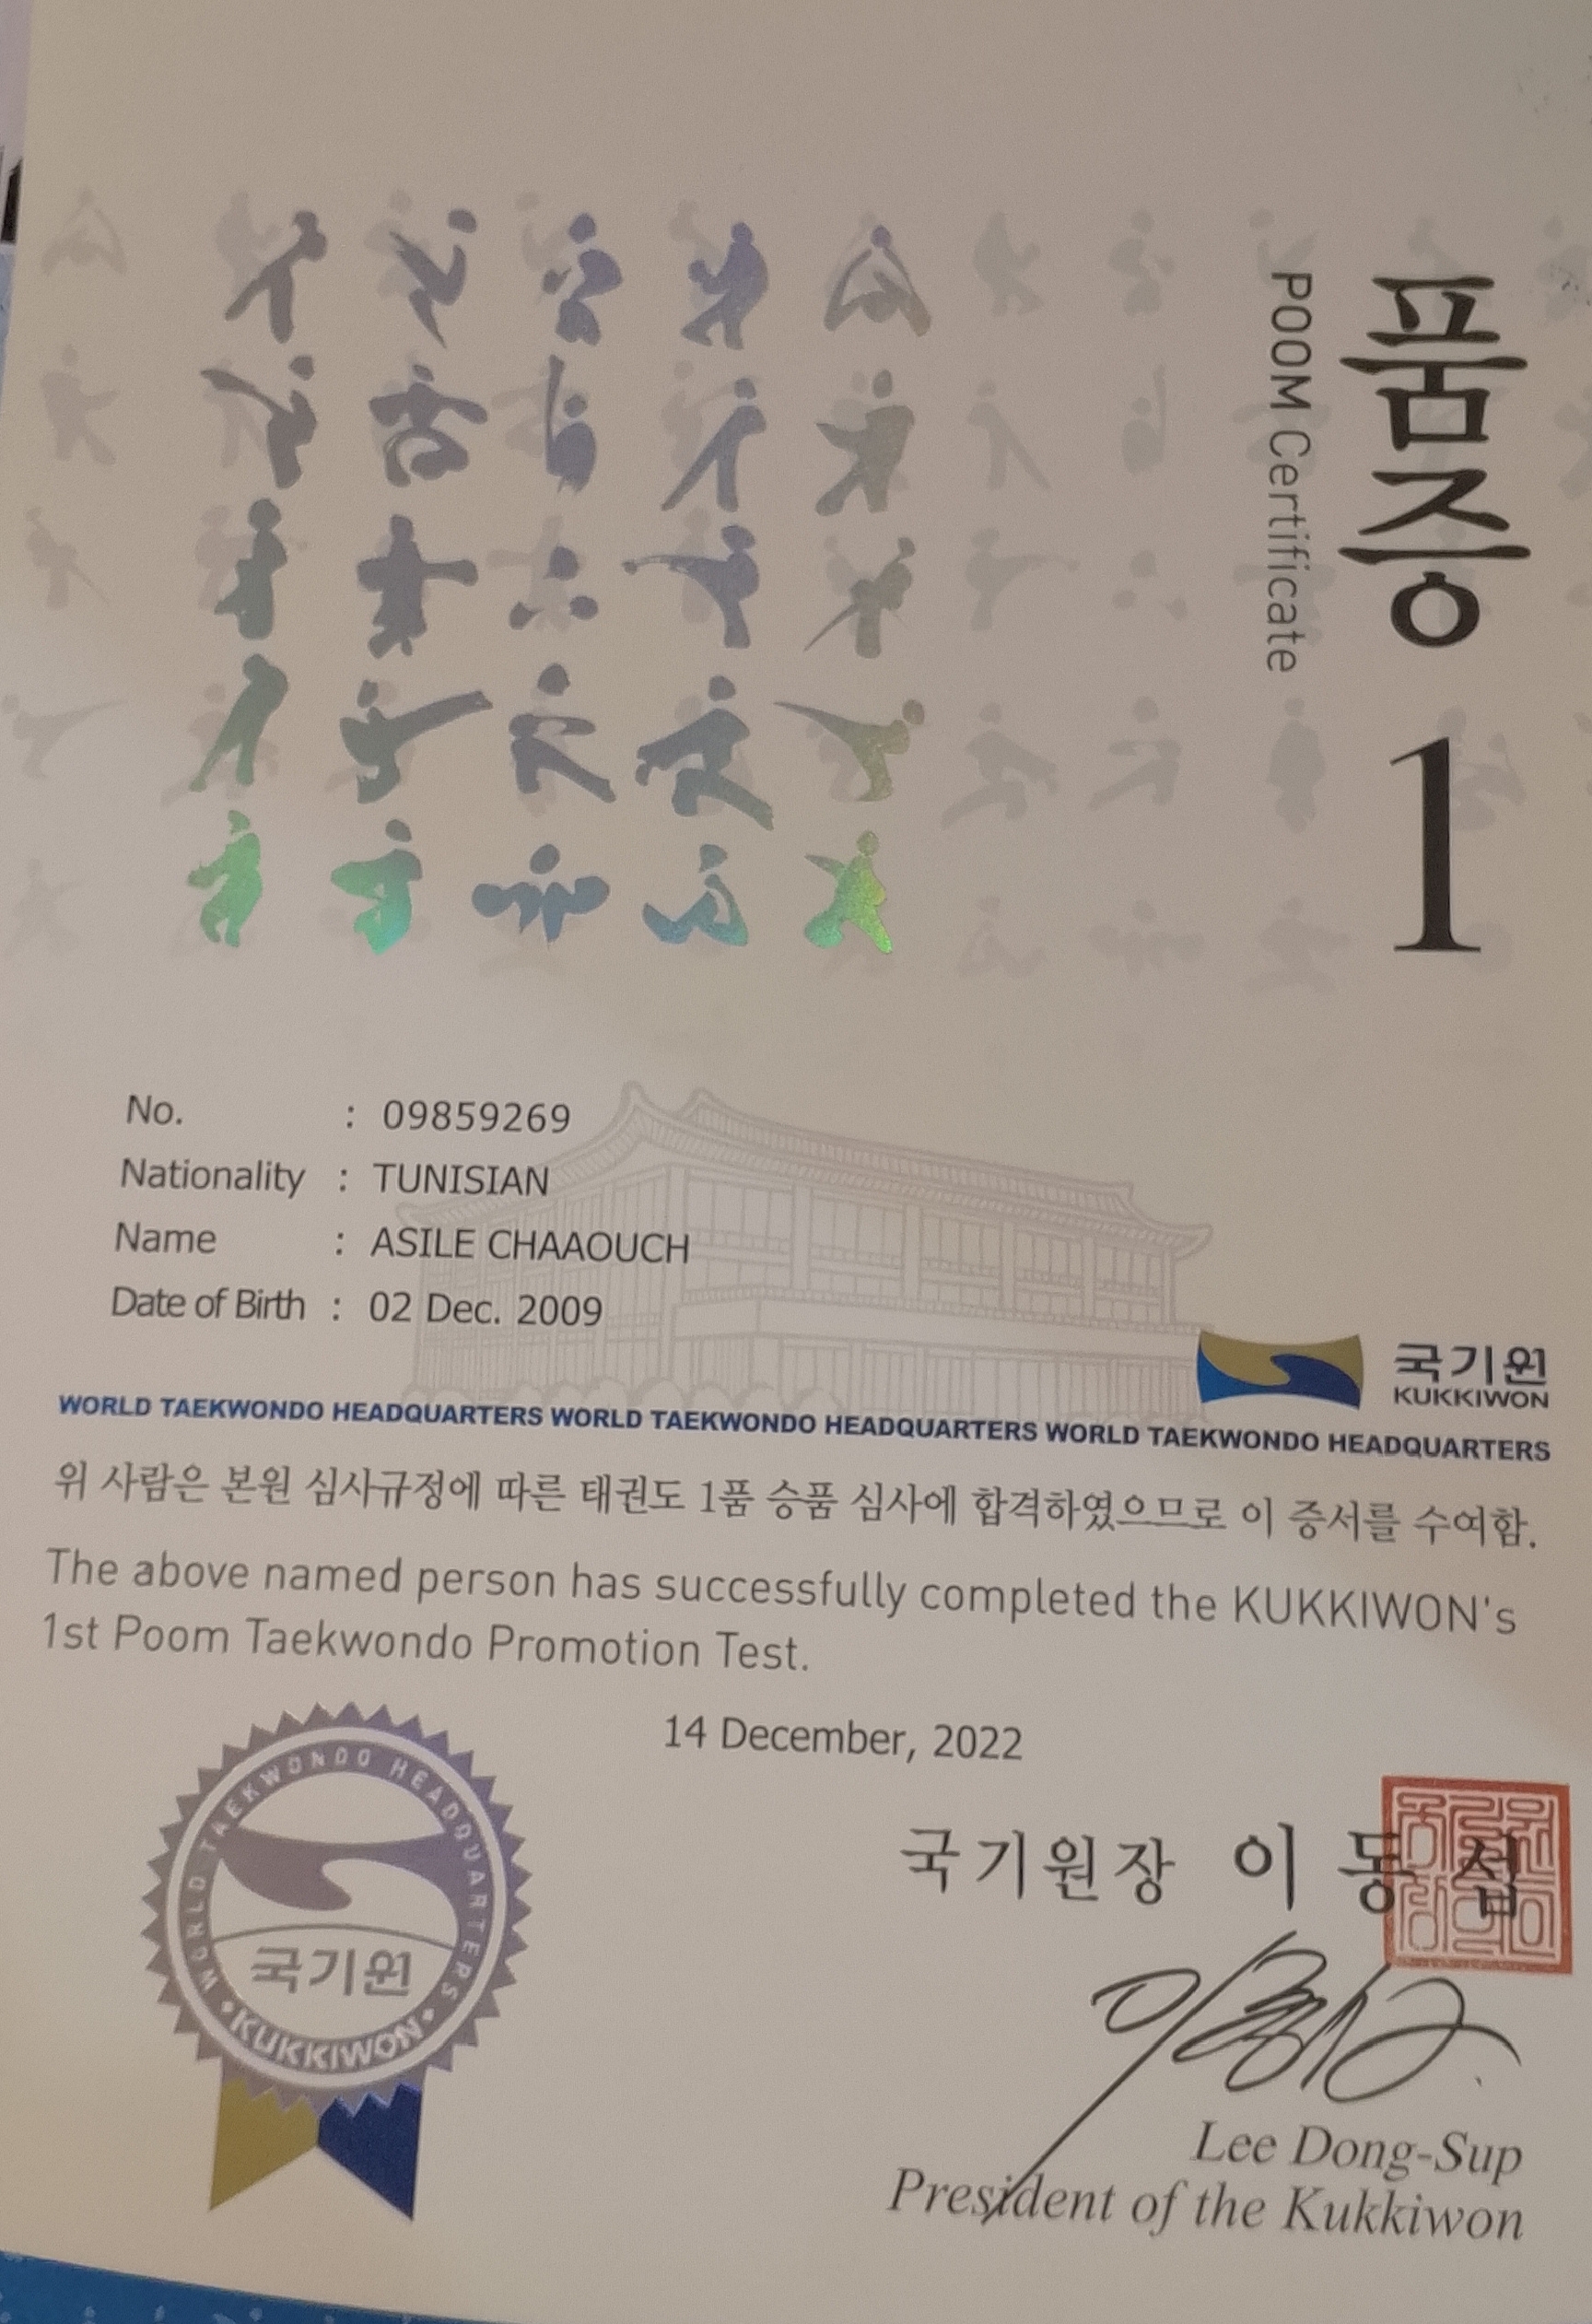 품증 1
POOM Certificate
No. : 09859269
Nationality : TUNISIAN
Name : ASILE CHAAOUCH
Date of Birth : 02 Dec. 2009
국기원
KUKKIWON
WORLD TAEKWONDO HEADQUARTERS WORLD TAEKWONDO HEADQUARTERS WORLD TAEKWONDO HEADQUARTERS
위 사람은 본원 심사규정에 따른 태권도 1품 승품 심사에 합격하였으므로 이 증서를 수여함.
The above named person has successfully completed the KUKKIWON's
1st Poom Taekwondo Promotion Test.
14 December, 2022
WORLD TAEKWONDO HEADQUARTERS
국기원
KUKKIWON
국기원장 이 동 섭
Lee Dong-Sup
President of the Kukkiwon